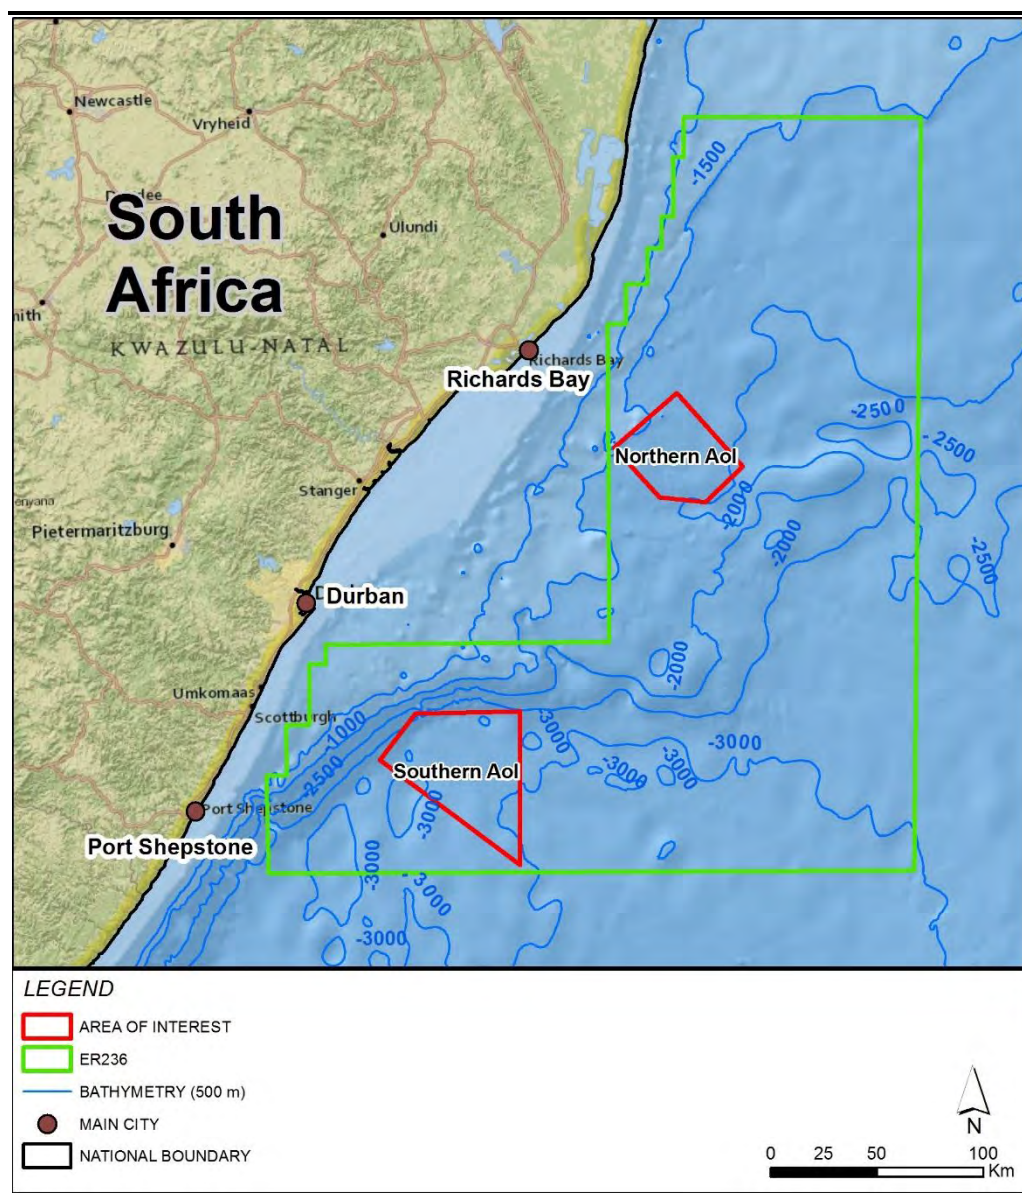 Newcastle
Vryheid
-1500
South
Africa
Ulundi
KWAZULU-NATAL
Richards Bay
Richards Bay
-2500
-2500
Northern AoI
Stanger
-2000
-2000
-2500
Pietermaritzburg
Durban
-2000
Umkomaas
Scottburgh
-1000
-3000
-3000
-2500
Southern AoI
-3000
-3000
Port Shepstone
-3000
Port Shepstone
-3000
-3000
-3000
LEGEND
AREA OF INTEREST
ER236
BATHYMETRY (500 m)
MAIN CITY
NATIONAL BOUNDARY
N
0 25 50 100
Km